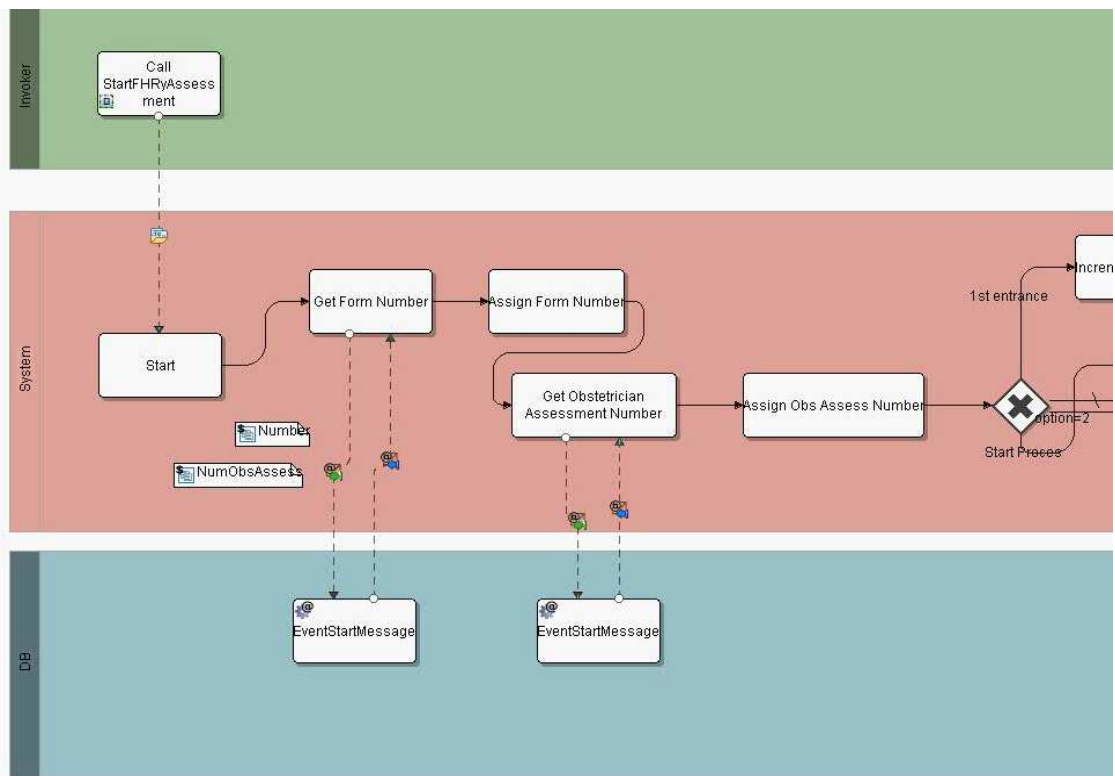 Invoker
Call
StartFHRyAssess
ment
System
Start
Get Form Number
Assign Form Number
Get Obstetrician
Assessment Number
Assign Obs Assess Number
1st entrance
Incren
option=2
Start Proces
Number
NumObsAssess
DB
EventStartMessage
EventStartMessage